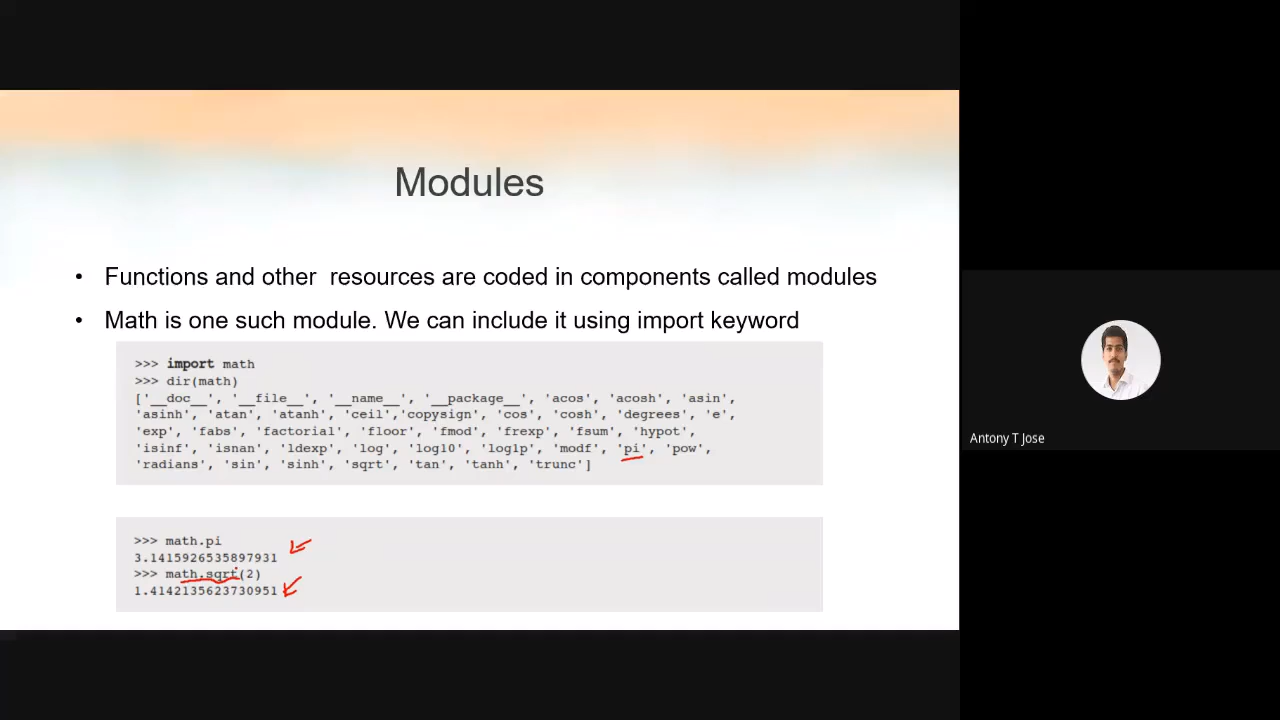 Modules
• Functions and other resources are coded in components called modules
• Math is one such module. We can include it using import keyword
>>> import math
>>> dir(math)
['__doc__', '__file__', '__name__', '__package__', 'acos', 'acosh', 'asin',
'asinh', 'atan', 'atanh', 'ceil','copysign', 'cos', 'cosh', 'degrees', 'e',
'exp', 'fabs', 'factorial', 'floor', 'fmod', 'frexp', 'fsum', 'hypot',
'isinf', 'isnan', 'ldexp', 'log', 'log10', 'log1p', 'modf', 'pi', 'pow',
'radians', 'sin', 'sinh', 'sqrt', 'tan', 'tanh', 'trunc']
>>> math.pi
3.1415926535897931
>>> math.sqrt(2)
1.4142135623730951
Antony T Jose